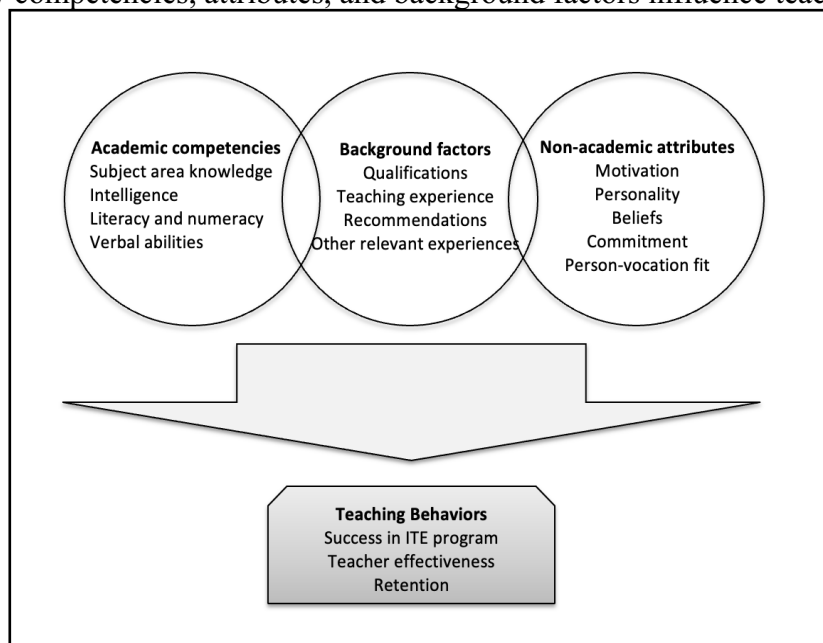 competencies, attributes, and background factors influence
Academic competencies
Subject area knowledge
Intelligence
Literacy and numeracy
Verbal abilities
Background factors
Qualifications
Teaching experience
Recommendations
Other relevant experiences
Non-academic attributes
Motivation
Personality
Beliefs
Commitment
Person-vocation fit
Teaching Behaviors
Success in ITE program
Teacher effectiveness
Retention